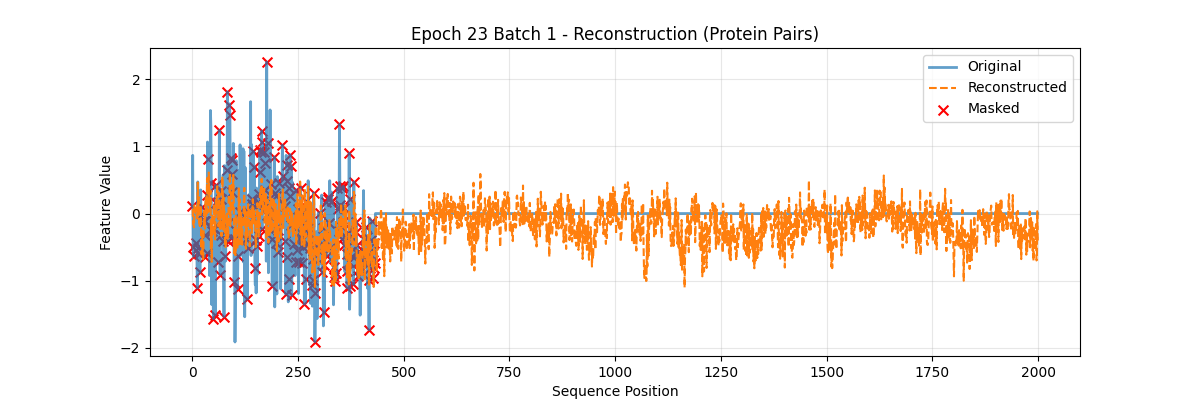 Epoch 23 Batch 1 - Reconstruction (Protein Pairs)
Original
Reconstructed
Masked
Feature Value
2
1
0
−1
−2
0 250 500 750 1000 1250 1500 1750 2000
Sequence Position